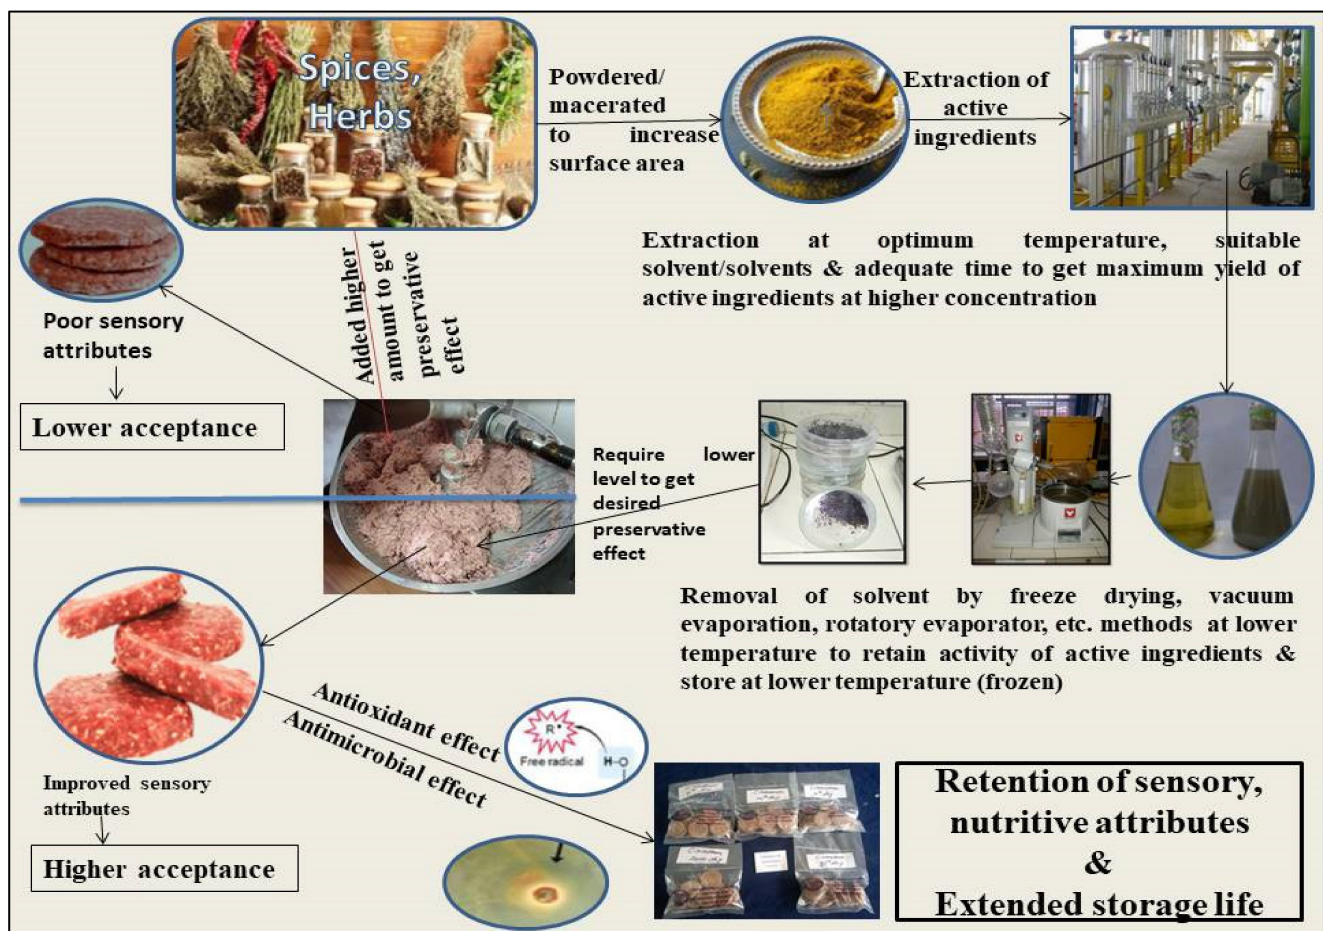 Spices,
Herbs
Powdered/
macerated
to increase
surface area
Extraction of
active
ingredients
Extraction at optimum temperature, suitable
solvent/solvents & adequate time to get maximum yield of
active ingredients at higher concentration
Poor sensory
attributes
Lower acceptance
Added higher
amount to get
preservative
effect
Require lower
level to get
desired
preservative
effect
Removal of solvent by freeze drying, vacuum
evaporation, rotatory evaporator, etc. methods at lower
temperature to retain activity of active ingredients &
store at lower temperature (frozen)
Improved sensory
attributes
Higher acceptance
Antioxidant effect
Antimicrobial effect
R•
Free radical
H–O
Retention of sensory,
nutritive attributes
&
Extended storage life